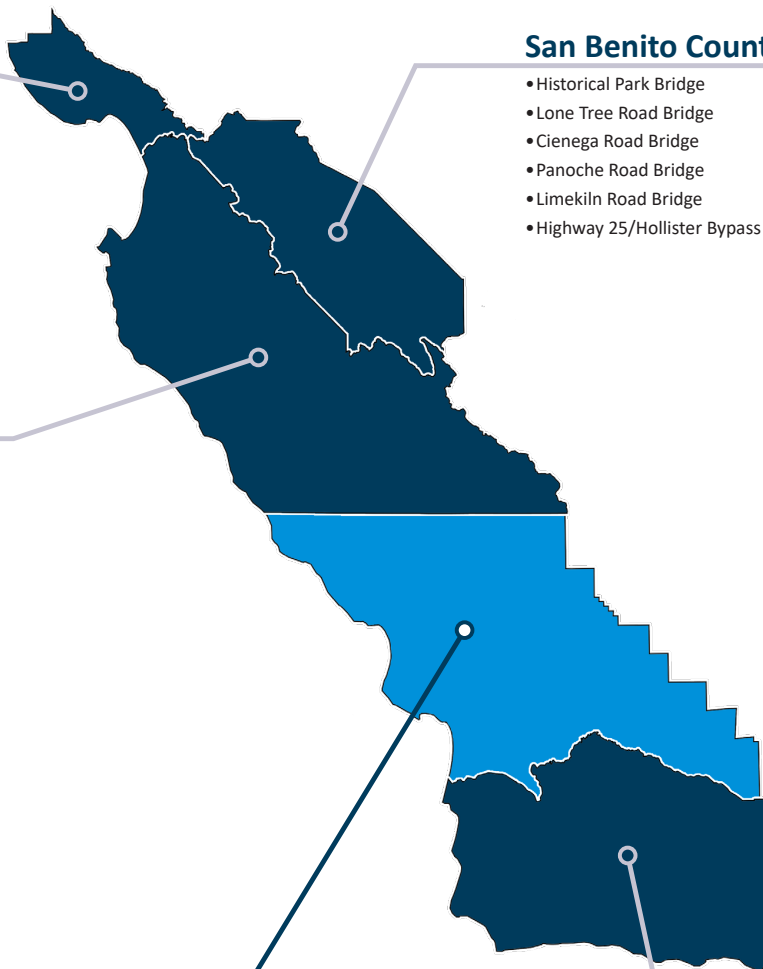 San Benito Count
•Historical Park Bridge
•Lone Tree Road Bridge
•Cienega Road Bridge
•Panoche Road Bridge
•Limekiln Road Bridge
•Highway 25/Hollister Bypass